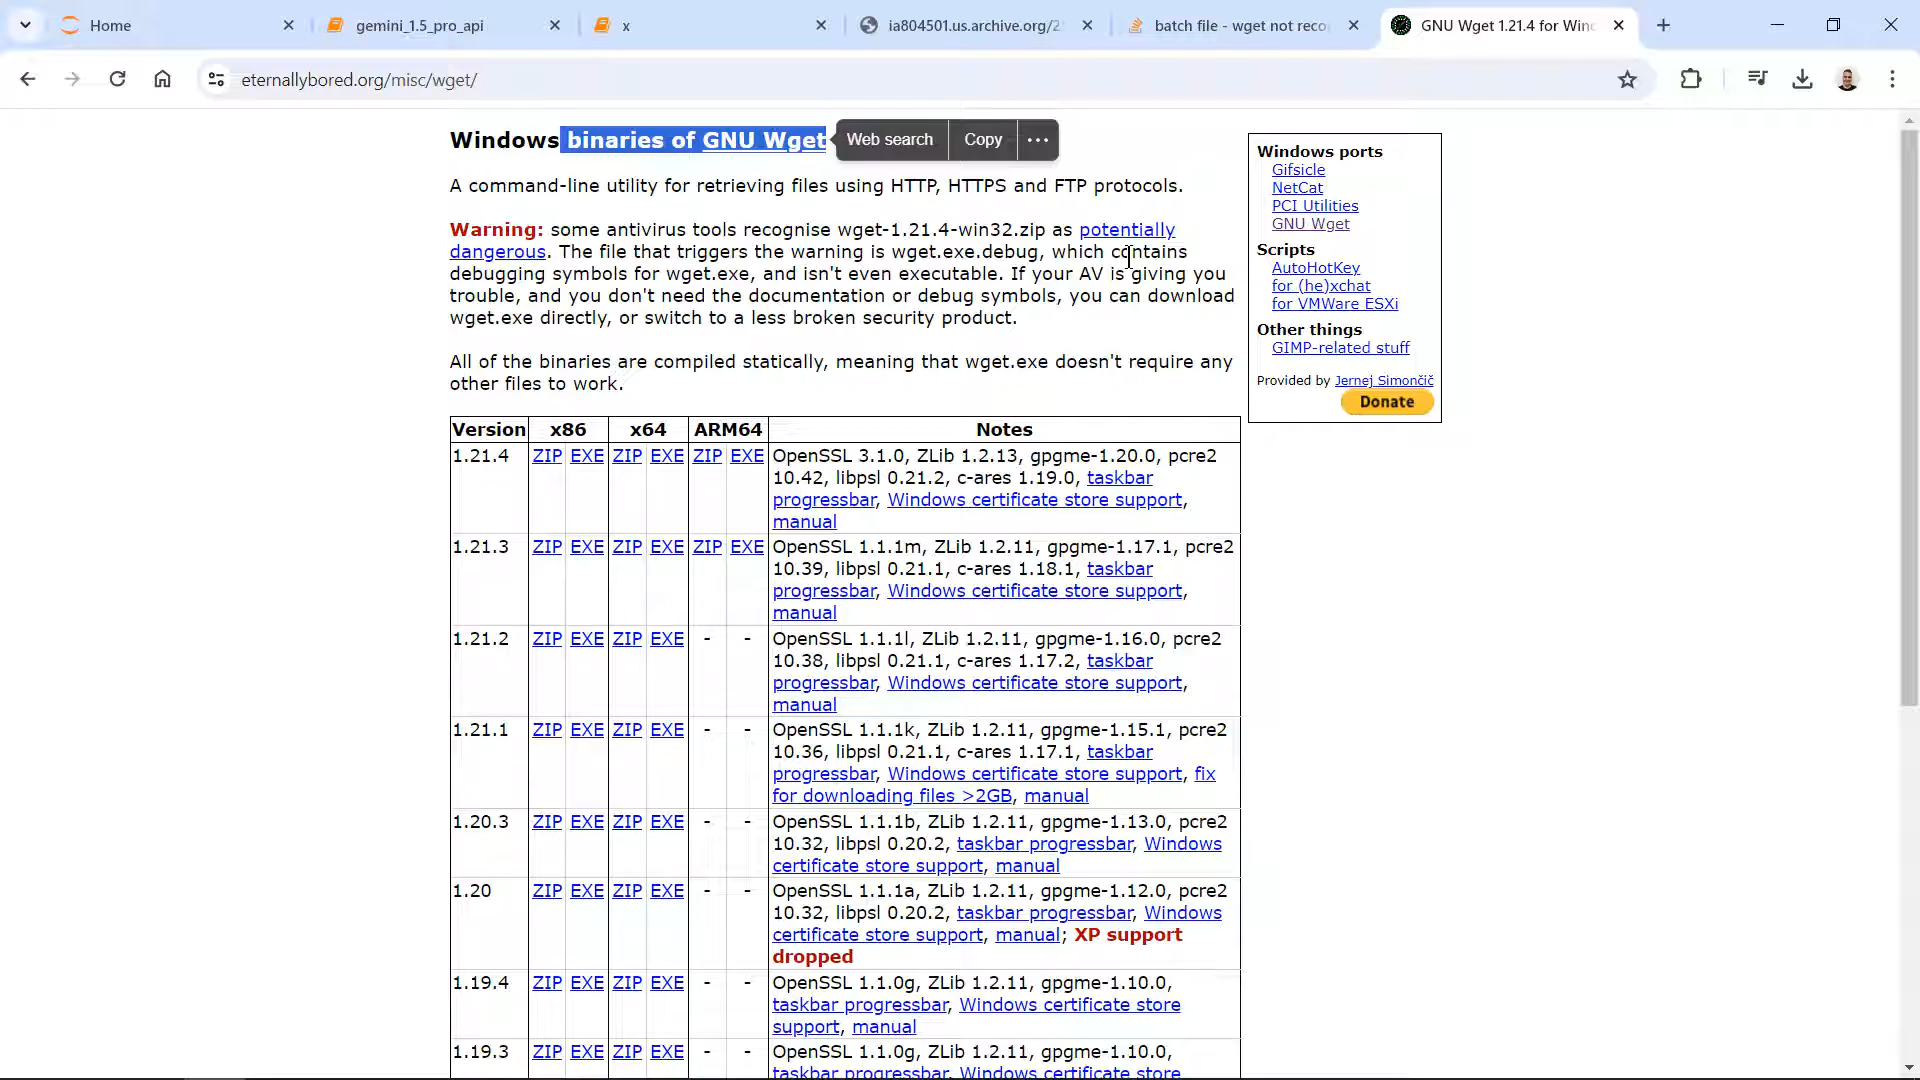 Home
gemini_1.5_pro_api
x
ia804501.us.archive.org/2
batch file - wget not reco
GNU Wget 1.21.4 for Win
eternallybored.org/misc/wget/
Windows binaries of GNU Wget
Web search
Copy
A command-line utility for retrieving files using HTTP, HTTPS and FTP protocols.
Warning: some antivirus tools recognise wget-1.21.4-win32.zip as potentially
dangerous. The file that triggers the warning is wget.exe.debug, which contains
debugging symbols for wget.exe, and isn't even executable. If your AV is giving you
trouble, and you don't need the documentation or debug symbols, you can download
wget.exe directly, or switch to a less broken security product.
All of the binaries are compiled statically, meaning that wget.exe doesn't require any
other files to work.
Windows ports
Gifsicle
NetCat
PCI Utilities
GNU Wget
Scripts
AutoHotKey
for (he)xchat
for VMWare ESXi
Other things
GIMP-related stuff
Provided by Jernej Simončič
Donate
Version x86 x64 ARM64 Notes
1.21.4 ZIP EXE ZIP EXE ZIP EXE OpenSSL 3.1.0, ZLib 1.2.13, gpgme-1.20.0, pcre2
10.42, libpsl 0.21.2, c-ares 1.19.0, taskbar
progressbar, Windows certificate store support,
manual
1.21.3 ZIP EXE ZIP EXE ZIP EXE OpenSSL 1.1.1m, ZLib 1.2.11, gpgme-1.17.1, pcre2
10.39, libpsl 0.21.1, c-ares 1.18.1, taskbar
progressbar, Windows certificate store support,
manual
1.21.2 ZIP EXE ZIP EXE - - OpenSSL 1.1.1l, ZLib 1.2.11, gpgme-1.16.0, pcre2
10.38, libpsl 0.21.1, c-ares 1.17.2, taskbar
progressbar, Windows certificate store support,
manual
1.21.1 ZIP EXE ZIP EXE - - OpenSSL 1.1.1k, ZLib 1.2.11, gpgme-1.15.1, pcre2
10.36, libpsl 0.21.1, c-ares 1.17.1, taskbar
progressbar, Windows certificate store support, fix
for downloading files >2GB, manual
1.20.3 ZIP EXE ZIP EXE - - OpenSSL 1.1.1b, ZLib 1.2.11, gpgme-1.13.0, pcre2
10.32, libpsl 0.20.2, taskbar progressbar, Windows
certificate store support, manual
1.20 ZIP EXE ZIP EXE - - OpenSSL 1.1.1a, ZLib 1.2.11, gpgme-1.12.0, pcre2
10.32, libpsl 0.20.2, taskbar progressbar, Windows
certificate store support, manual; XP support
dropped
1.19.4 ZIP EXE ZIP EXE - - OpenSSL 1.1.0g, ZLib 1.2.11, gpgme-1.10.0,
taskbar progressbar, Windows certificate store
support, manual
1.19.3 ZIP EXE ZIP EXE - - OpenSSL 1.1.0g, ZLib 1.2.11, gpgme-1.10.0,
taskbar progressbar, Windows certificate store